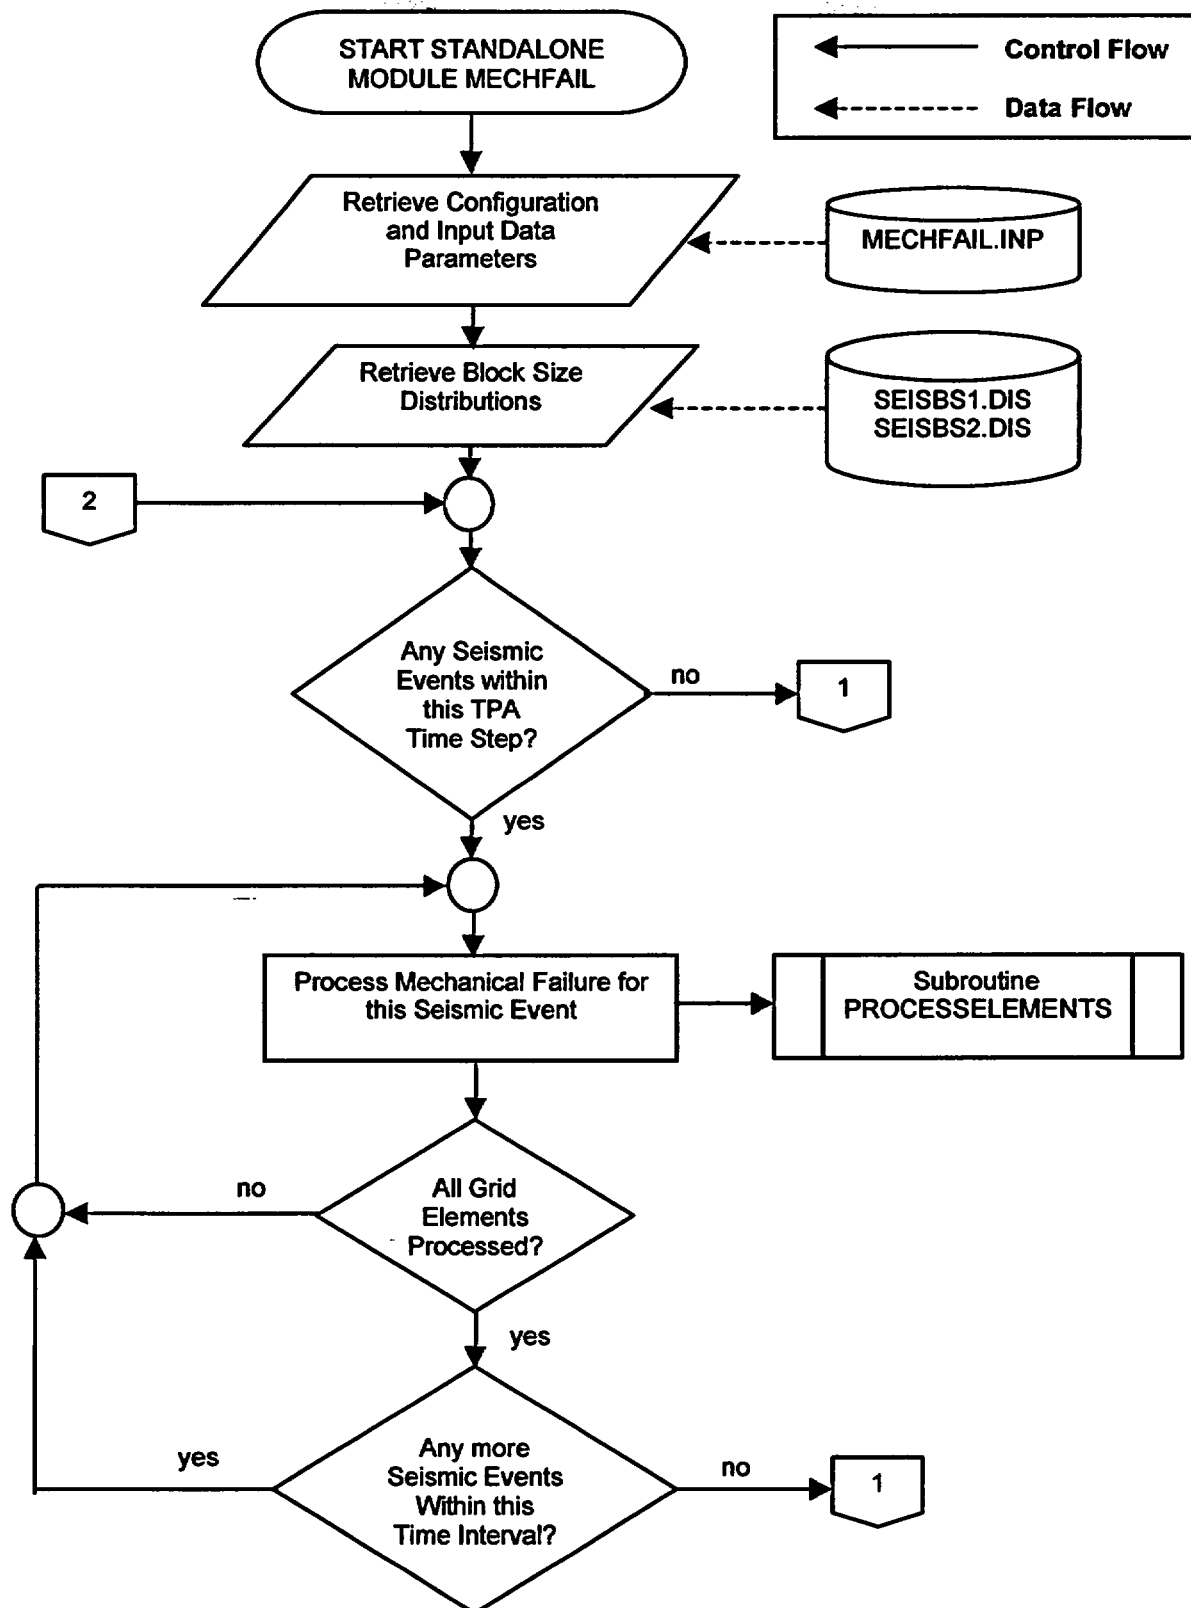 START STANDALONE
MODULE MECHFAIL
Control Flow
Data Flow
Retrieve Configuration
and Input Data
Parameters
MECHFAIL.INP
Retrieve Block Size
Distributions
SEISBS1.DIS
SEISBS2.DIS
2
Any Seismic
Events within
this TPA
Time Step?
no
1
yes
Process Mechanical Failure for
this Seismic Event
Subroutine
PROCESSELEMENTS
no
All Grid
Elements
Processed?
yes
yes
Any more
Seismic Events
Within this
Time Interval?
no
1